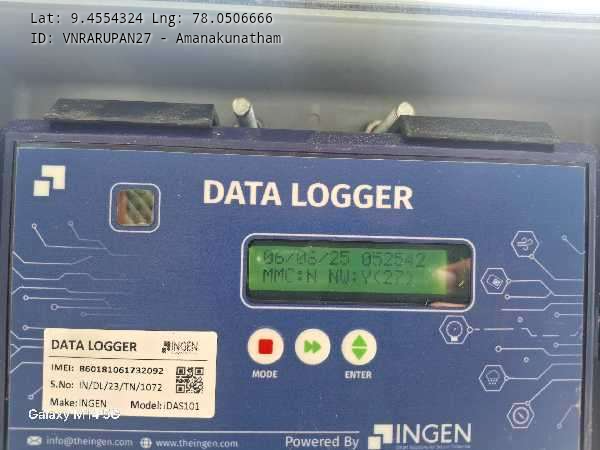 Lat: 9.4554324 Lng: 78.0506666
ID: VNRARUPAN27 - Amanakunatham
DATA LOGGER
06/08/25 052542
MMC:N NW:Y(27)
DATA LOGGER
INGEN
IMEI: 860181061732092
S.No: IN/DL/23/TN/1072
Make: INGEN Model: iDAS101
MODE
ENTER
Galaxy M14 5G
info@theingen.com
www.theingen.com
Powered By INGEN